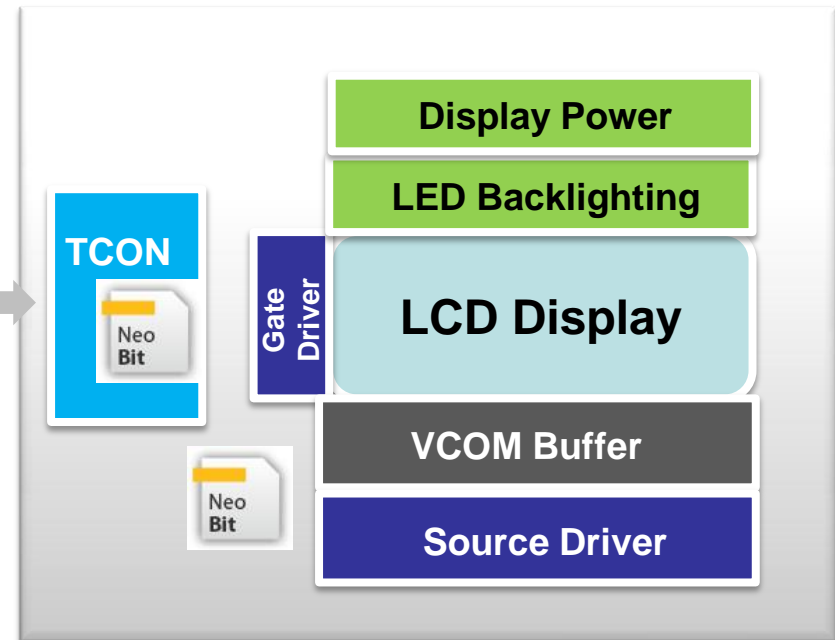 Display Power
LED Backlighting
TCON
Neo
Bit
Gate
Driver
LCD Display
VCOM Buffer
Neo
Bit
Source Driver